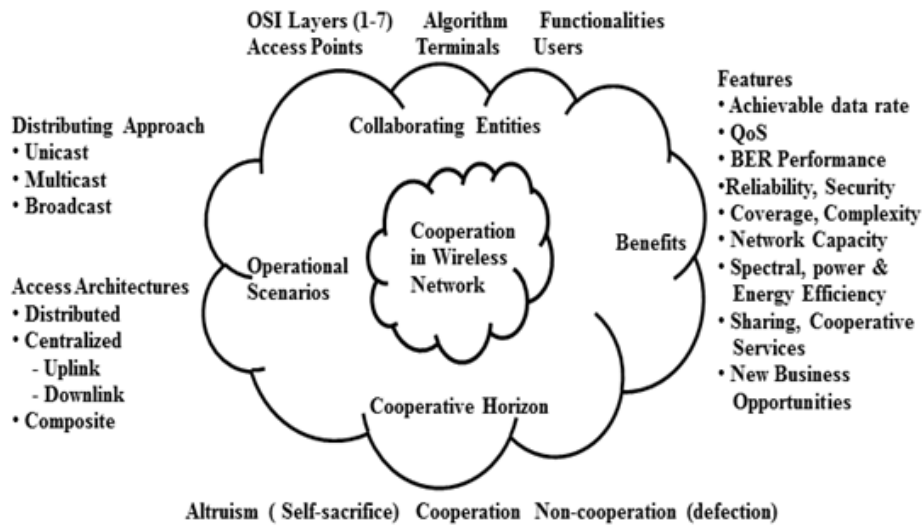 OSI Layers (1-7) Algorithm Functionalities
Access Points Terminals Users
Collaborating Entities
Distributing Approach
• Unicast
• Multicast
• Broadcast
Access Architectures
• Distributed
• Centralized
- Uplink
- Downlink
• Composite
Operational
Scenarios
Cooperation
in Wireless
Network
Benefits
Features
• Achievable data rate
• QoS
• BER Performance
•Reliability, Security
• Coverage, Complexity
• Network Capacity
• Spectral, power &
Energy Efficiency
• Sharing, Cooperative
Services
• New Business
Opportunities
Cooperative Horizon
Altruism ( Self-sacrifice) Cooperation Non-cooperation (defection)